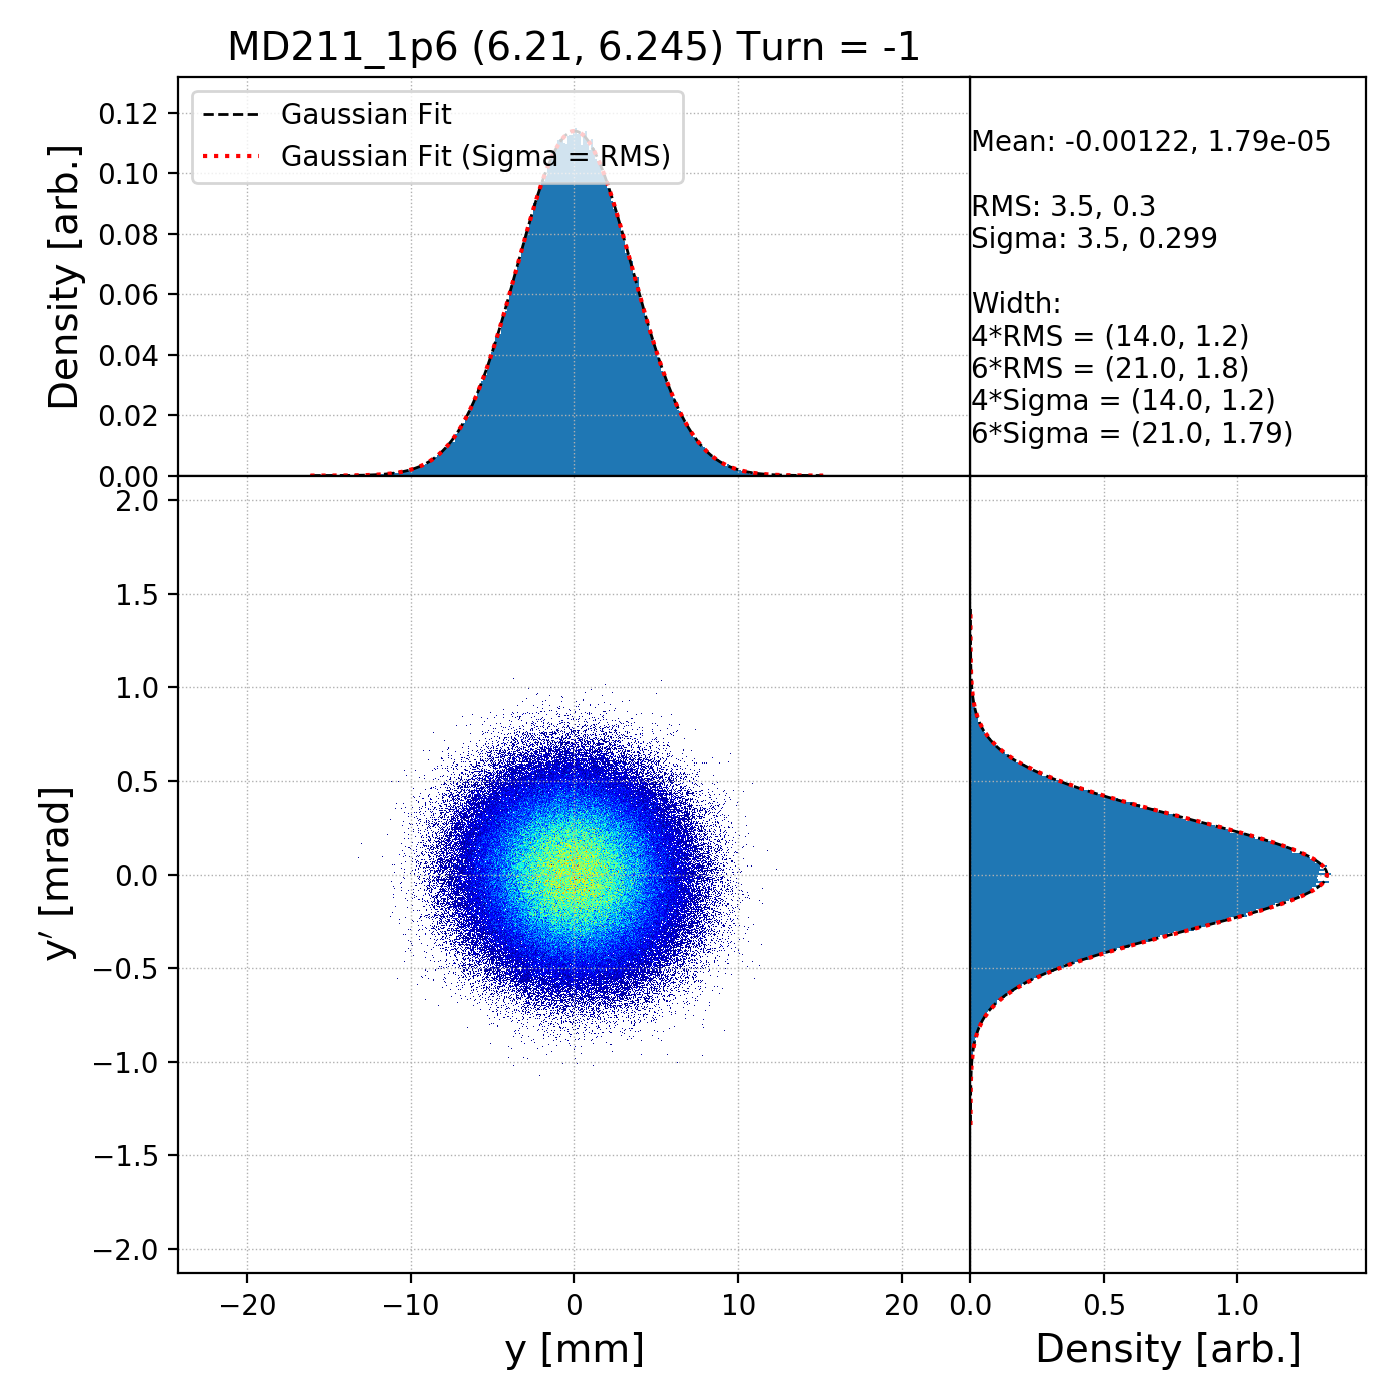 MD211_1p6 (6.21, 6.245) Turn = -1
Gaussian Fit
Gaussian Fit (Sigma = RMS)
Density [arb.]
0.12
0.10
0.08
0.06
0.04
0.02
0.00
Mean: -0.00122, 1.79e-05
RMS: 3.5, 0.3
Sigma: 3.5, 0.299
Width:
4*RMS = (14.0, 1.2)
6*RMS = (21.0, 1.8)
4*Sigma = (14.0, 1.2)
6*Sigma = (21.0, 1.79)
y′ [mrad]
2.0
1.5
1.0
0.5
0.0
−0.5
−1.0
−1.5
−2.0
−20 −10 0 10 20
y [mm]
0.0 0.5 1.0
Density [arb.]